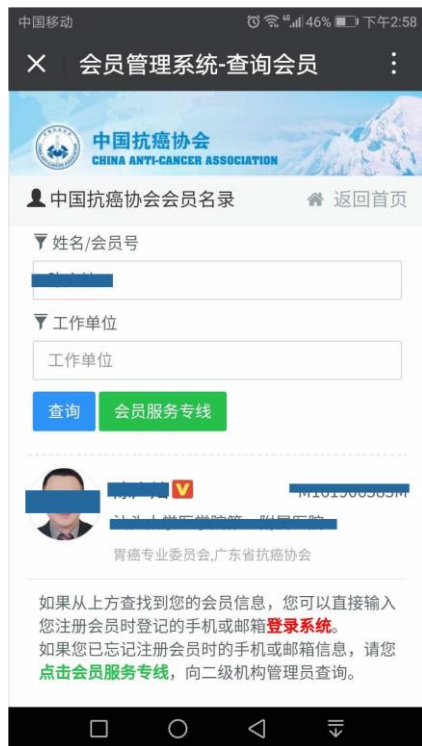 中国移动 46% 下午2:58
会员管理系统-查询会员
中国抗癌协会
CHINA ANTI-CANCER ASSOCIATION
中国抗癌协会会员名录 返回首页
姓名/会员号
工作单位
工作单位
查询 会员服务专线
V
胃癌专业委员会,广东省抗癌协会
如果从上方查找到您的会员信息，您可以直接输入
您注册会员时登记的手机或邮箱登录系统。
如果您已忘记注册会员时的手机或邮箱信息，请您
点击会员服务专线，向二级机构管理员查询。